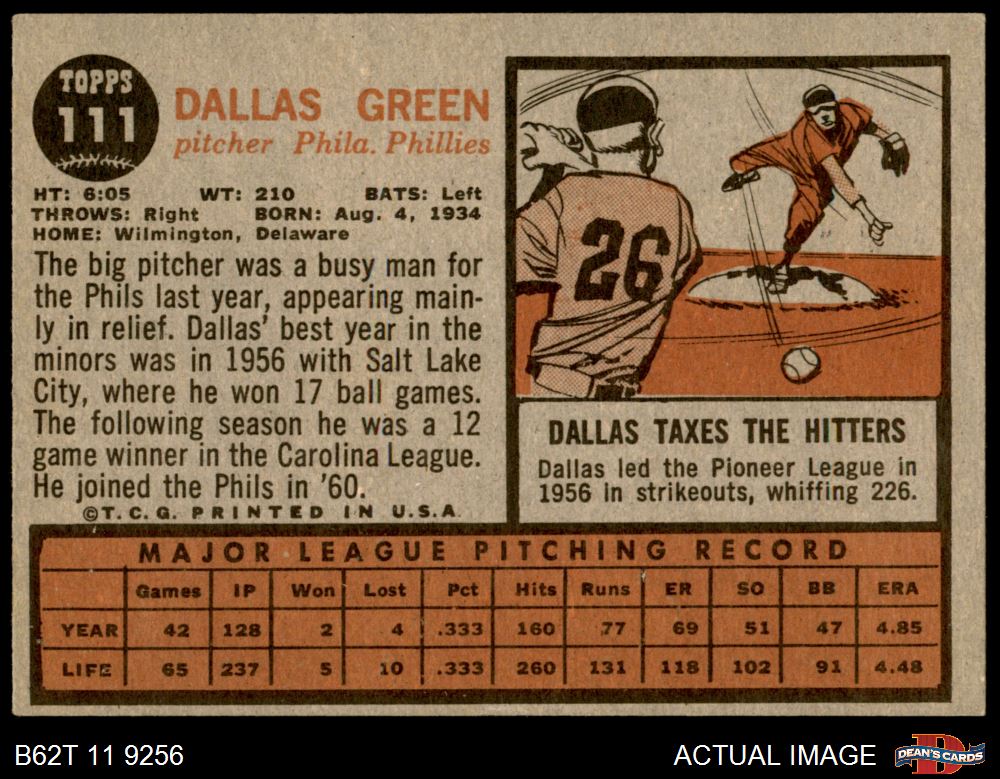 TOPPS
111
DALLAS GREEN
pitcher Phila. Phillies
HT: 6:05 WT: 210 BATS: Left
THROWS: Right BORN: Aug. 4, 1934
HOME: Wilmington, Delaware
The big pitcher was a busy man for
the Phils last year, appearing main-
ly in relief. Dallas' best year in the
minors was in 1956 with Salt Lake
City, where he won 17 ball games.
The following season he was a 12
game winner in the Carolina League.
He joined the Phils in '60.
©T.C.G. PRINTED IN U.S.A.
26
DALLAS TAXES THE HITTERS
Dallas led the Pioneer League in
1956 in strikeouts, whiffing 226.
MAJOR LEAGUE PITCHING RECORD
Games IP Won Lost Pct Hits Runs ER SO BB ERA
YEAR 42 128 2 4 .333 160 77 69 51 47 4.85
LIFE 65 237 5 10 .333 260 131 118 102 91 4.48
B62T 11 9256 ACTUAL IMAGE DEAN'S CARDS